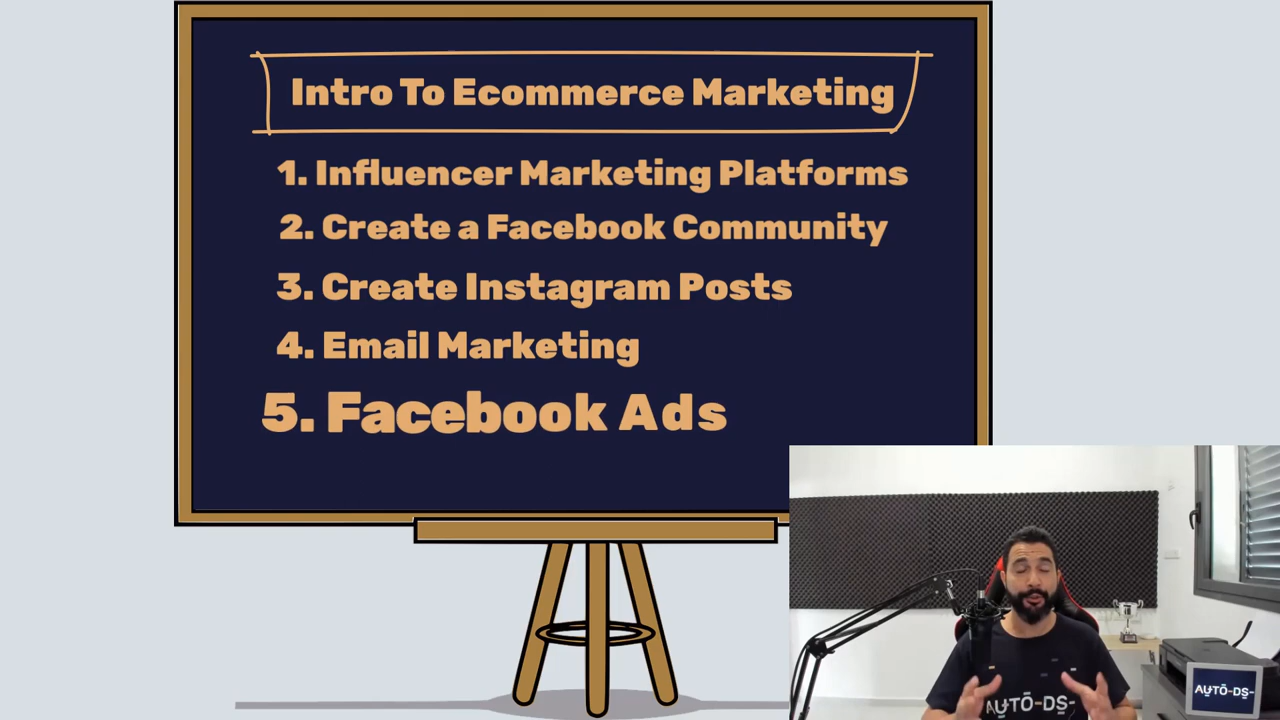 Intro To Ecommerce Marketing
1. Influencer Marketing Platforms
2. Create a Facebook Community
3. Create Instagram Posts
4. Email Marketing
5. Facebook Ads
AUTO-DS-
AUTO-DS-